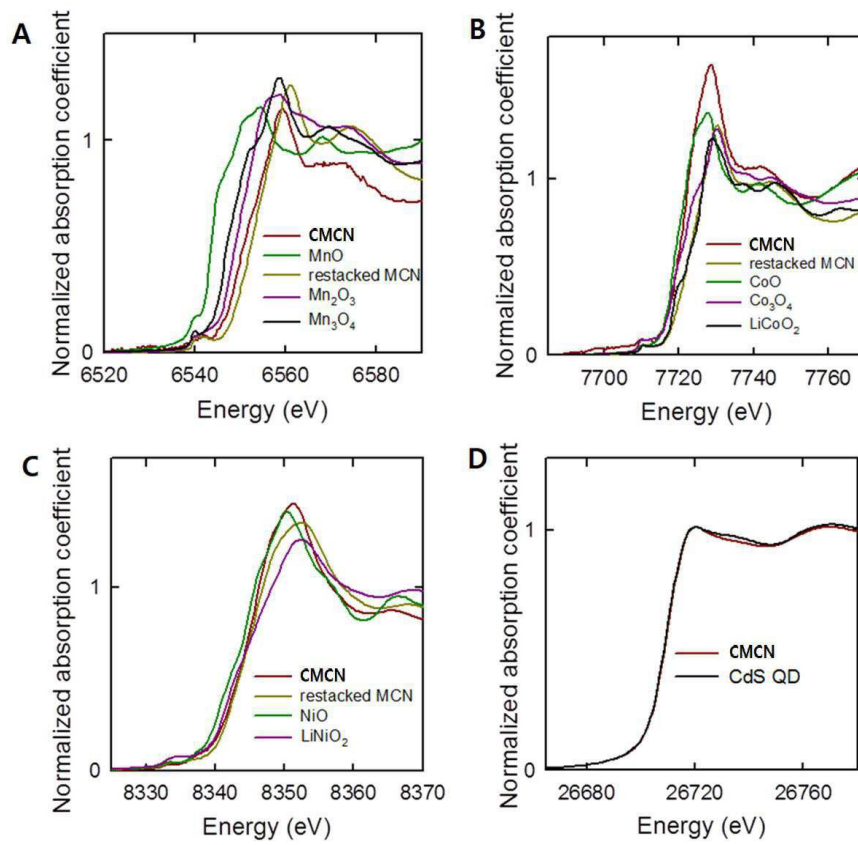 A
Normalized absorption coefficient
1
0
CMCN
MnO
restacked MCN
Mn₂O₃
Mn₃O₄
6520 6540 6560 6580
Energy (eV)
B
Normalized absorption coefficient
1
0
CMCN
restacked MCN
CoO
Co₃O₄
LiCoO₂
7700 7720 7740 7760
Energy (eV)
C
Normalized absorption coefficient
1
0
CMCN
restacked MCN
NiO
LiNiO₂
8330 8340 8350 8360 8370
Energy (eV)
D
Normalized absorption coefficient
1
0
CMCN
CdS QD
26680 26720 26760
Energy (eV)